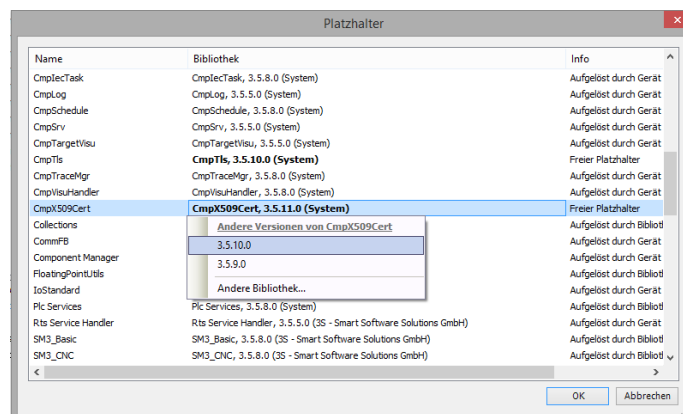 Platzhalter
Name Bibliothek Info
CmpIecTask CmpIecTask, 3.5.8.0 (System) Aufgelöst durch Gerät
CmpLog CmpLog, 3.5.5.0 (System) Aufgelöst durch Gerät
CmpSchedule CmpSchedule, 3.5.8.0 (System) Aufgelöst durch Gerät
CmpSrv CmpSrv, 3.5.5.0 (System) Aufgelöst durch Gerät
CmpTargetVisu CmpTargetVisu, 3.5.5.0 (System) Aufgelöst durch Gerät
CmpTls CmpTls, 3.5.10.0 (System) Freier Platzhalter
CmpTraceMgr CmpTraceMgr, 3.5.8.0 (System) Aufgelöst durch Gerät
CmpVisuHandler CmpVisuHandler, 3.5.8.0 (System) Aufgelöst durch Gerät
CmpX509Cert CmpX509Cert, 3.5.11.0 (System) Freier Platzhalter
Collections Andere Versionen von CmpX509Cert Aufgelöst durch Bibliot
CommFB 3.5.10.0 Aufgelöst durch Gerät
Component Manager 3.5.9.0 Aufgelöst durch Gerät
FloatingPointUtils Aufgelöst durch Bibliot
IoStandard Andere Bibliothek... Aufgelöst durch Gerät
Plc Services Plc Services, 3.5.8.0 (System) Aufgelöst durch Bibliot
Rts Service Handler Rts Service Handler, 3.5.5.0 (3S - Smart Software Solutions GmbH) Aufgelöst durch Gerät
SM3_Basic SM3_Basic, 3.5.8.0 (3S - Smart Software Solutions GmbH) Aufgelöst durch Bibliot
SM3_CNC SM3_CNC, 3.5.8.0 (3S - Smart Software Solutions GmbH) Aufgelöst durch Bibliot
OK Abbrechen